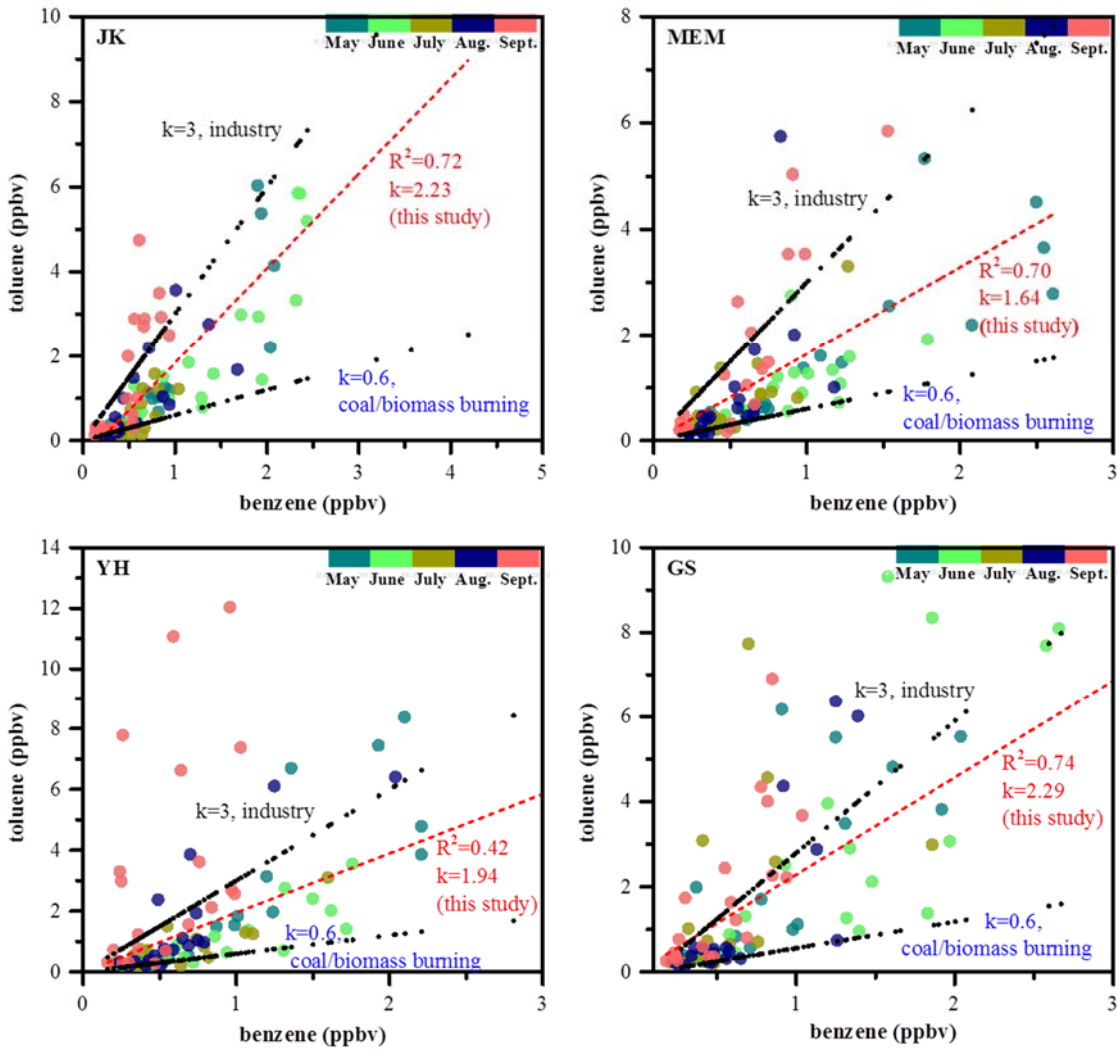 JK
May June July Aug. Sept.
10
8
6
4
2
0
toluene (ppbv)
k=3, industry
R²=0.72
k=2.23
(this study)
k=0.6,
coal/biomass burning
0 1 2 3 4 5
benzene (ppbv)
MEM
May June July Aug. Sept.
8
6
4
2
0
toluene (ppbv)
k=3, industry
R²=0.70
k=1.64
(this study)
k=0.6,
coal/biomass burning
0 1 2 3
benzene (ppbv)
YH
May June July Aug. Sept.
14
12
10
8
6
4
2
0
toluene (ppbv)
k=3, industry
R²=0.42
k=1.94
(this study)
k=0.6,
coal/biomass burning
0 1 2 3
benzene (ppbv)
GS
May June July Aug. Sept.
10
8
6
4
2
0
toluene (ppbv)
k=3, industry
R²=0.74
k=2.29
(this study)
k=0.6,
coal/biomass burning
0 1 2 3
benzene (ppbv)